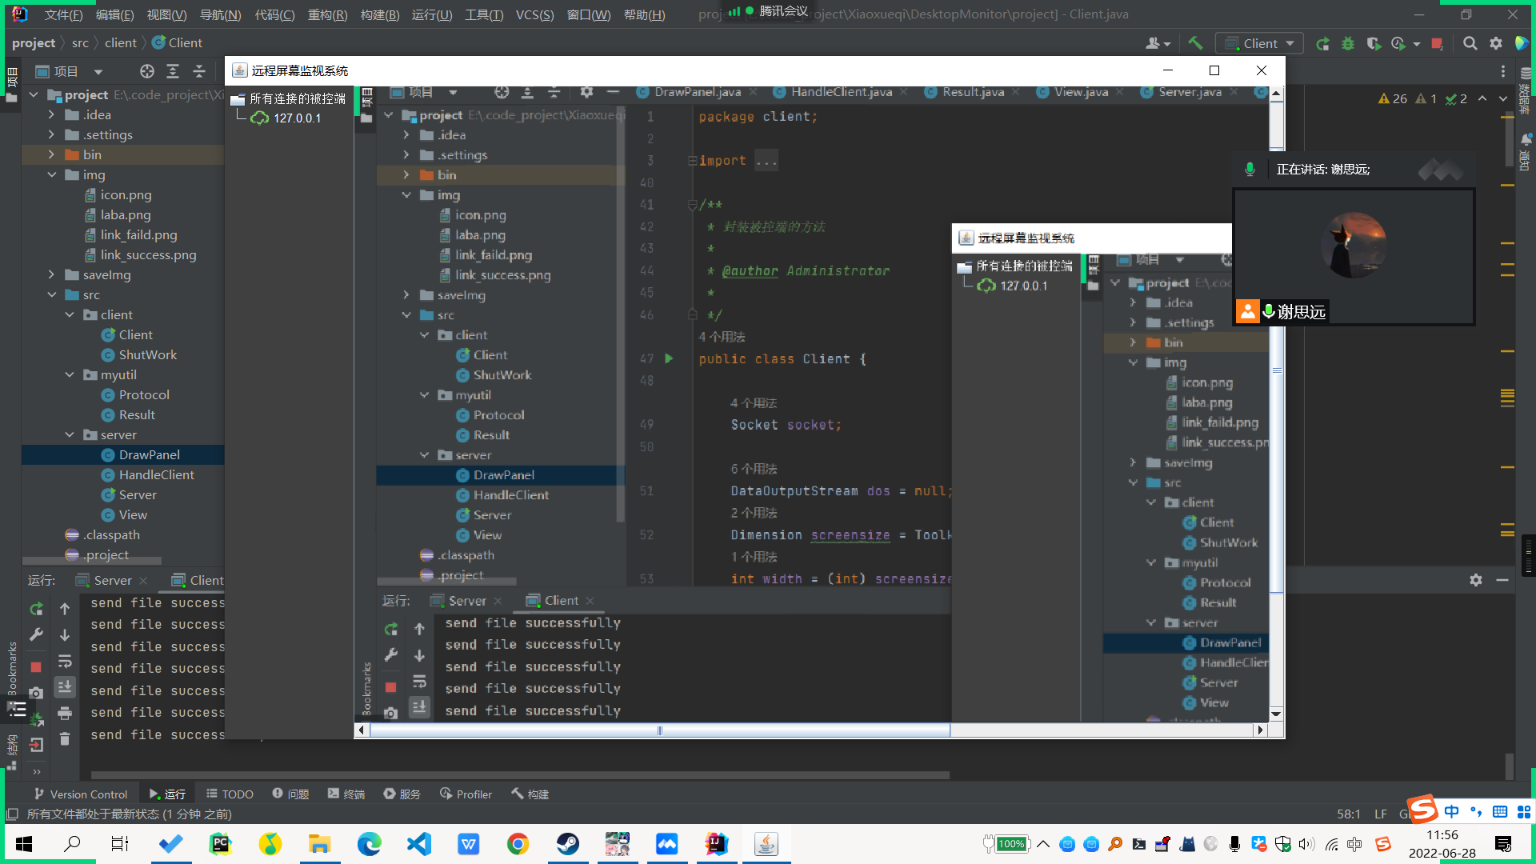 文件(F) 编辑(E) 视图(V) 导航(N) 代码(C) 重构(R) 构建(B) 运行(U) 工具(T) VCS(S) 窗口(W) 帮助(H)
腾讯会议
project\Xiaoxueqi\DesktopMonitor\project] - Client.java
project src client Client
Client
项目
26 1 2
project E:\.code_project\Xi
.idea
.settings
bin
img
icon.png
laba.png
link_faild.png
link_success.png
saveImg
src
client
Client
ShutWork
myutil
Protocol
Result
server
DrawPanel
HandleClient
Server
View
.classpath
.project
远程屏幕监视系统
所有连接的被控端
127.0.0.1
项目
项目
DrawPanel.java HandleClient.java Result.java View.java Server.java
project E:\.code_project\Xiaoxueqi
.idea
.settings
bin
img
icon.png
laba.png
link_faild.png
link_success.png
saveImg
src
client
Client
ShutWork
myutil
Protocol
Result
server
DrawPanel
HandleClient
Server
View
.classpath
.project
1 package client;
2
3 import ...
40
41 /**
42 * 封装被控端的方法
43 *
44 * @author Administrator
45 *
46 */
4 个用法
47 public class Client {
48
4 个用法
49 Socket socket;
50
6 个用法
51 DataOutputStream dos = null;
2 个用法
52 Dimension screensize = Toolk
1 个用法
53 int width = (int) screensize
远程屏幕监视系统
所有连接的被控端
127.0.0.1
项目
项目
project E:\.cod
.idea
.settings
bin
img
icon.png
laba.png
link_faild.png
link_success.pn
saveImg
src
client
Client
ShutWork
myutil
Protocol
Result
server
DrawPanel
HandleClien
Server
View
正在讲话: 谢思远;
谢思远
数据库
通知
运行: Server Client
send file successfully
send file successfully
send file successfully
send file successfully
send file successfully
Bookmarks
运行: Server Client
send file success
send file success
send file success
send file success
send file success
send file success
send file success
Bookmarks
结构
Version Control 运行 TODO 问题 终端 服务 Profiler 构建
所有文件都处于最新状态 (1 分钟 之前)
58:1 LF
中
100%
中
11:56
2022-06-28